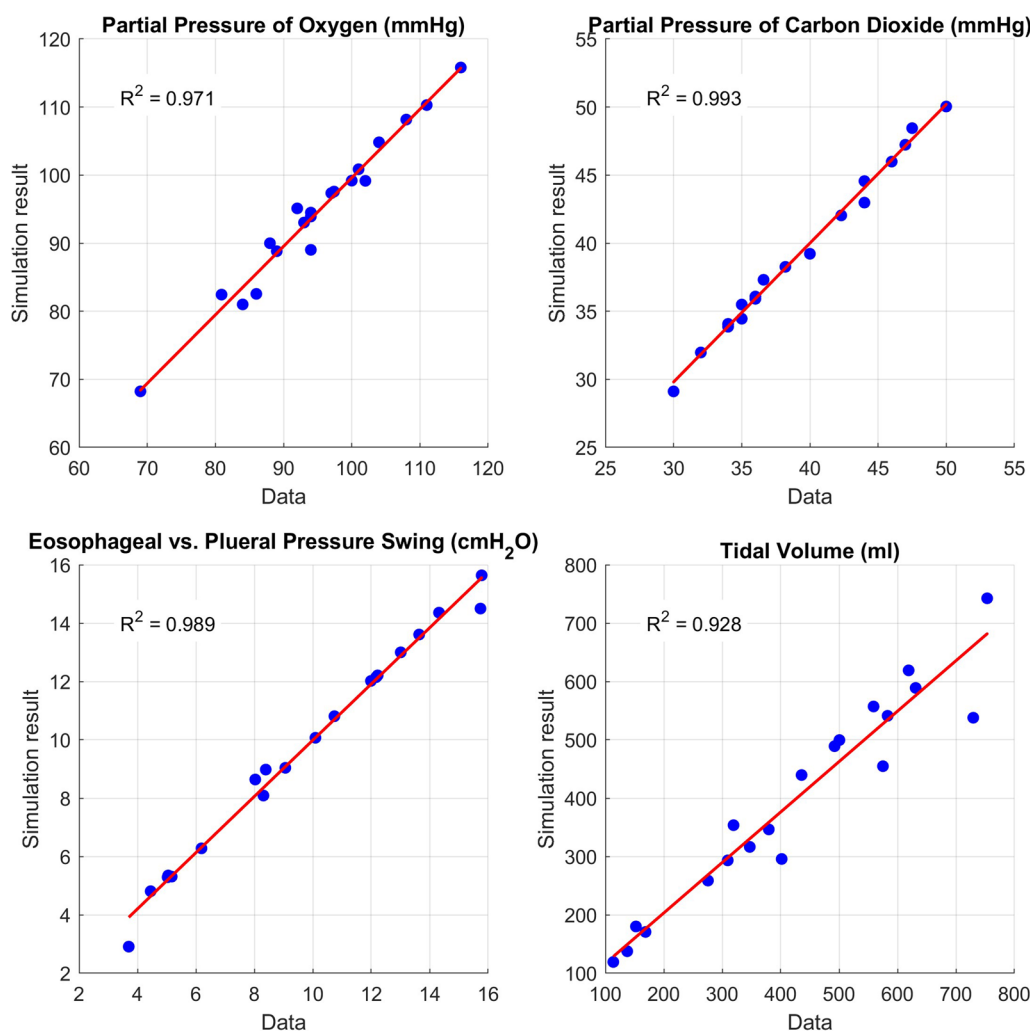 Partial Pressure of Oxygen (mmHg)
120
110
100
90
80
70
60
R² = 0.971
Simulation result
60 70 80 90 100 110 120
Data
Partial Pressure of Carbon Dioxide (mmHg)
55
50
45
40
35
30
25
R² = 0.993
Simulation result
25 30 35 40 45 50 55
Data
Eosophageal vs. Plueral Pressure Swing (cmH₂O)
16
14
12
10
8
6
4
2
R² = 0.989
Simulation result
2 4 6 8 10 12 14 16
Data
Tidal Volume (ml)
800
700
600
500
400
300
200
100
R² = 0.928
Simulation result
100 200 300 400 500 600 700 800
Data